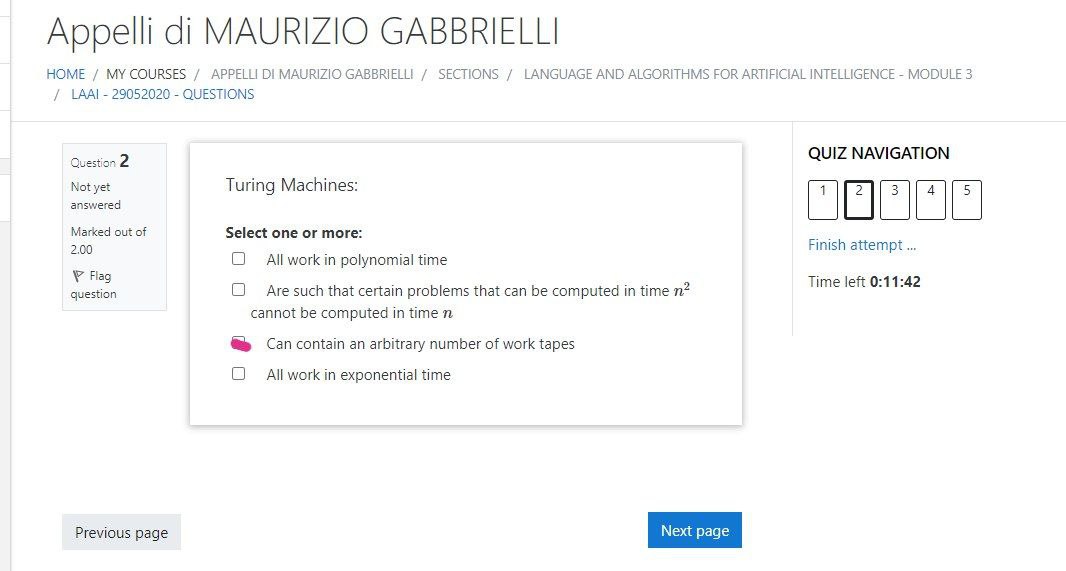 Appelli di MAURIZIO GABBRIELLI
HOME / MY COURSES / APPELLI DI MAURIZIO GABBRIELLI / SECTIONS / LANGUAGE AND ALGORITHMS FOR ARTIFICIAL INTELLIGENCE - MODULE 3
/ LAAI - 29052020 - QUESTIONS
Question 2
Not yet
answered
Marked out of
2.00
Flag
question
Turing Machines:
Select one or more:
All work in polynomial time
Are such that certain problems that can be computed in time n²
cannot be computed in time n
Can contain an arbitrary number of work tapes
All work in exponential time
Previous page
Next page
QUIZ NAVIGATION
1 2 3 4 5
Finish attempt ...
Time left 0:11:42